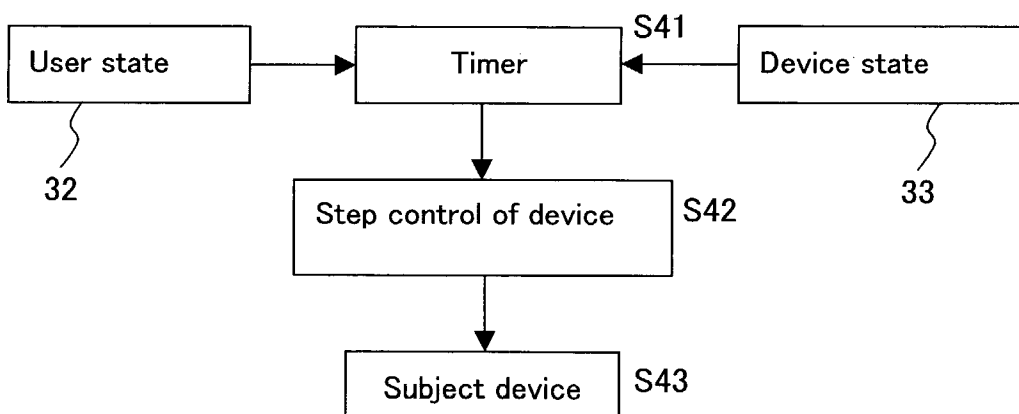 S41
User state
Timer
Device state
32
33
Step control of device
S42
Subject device
S43